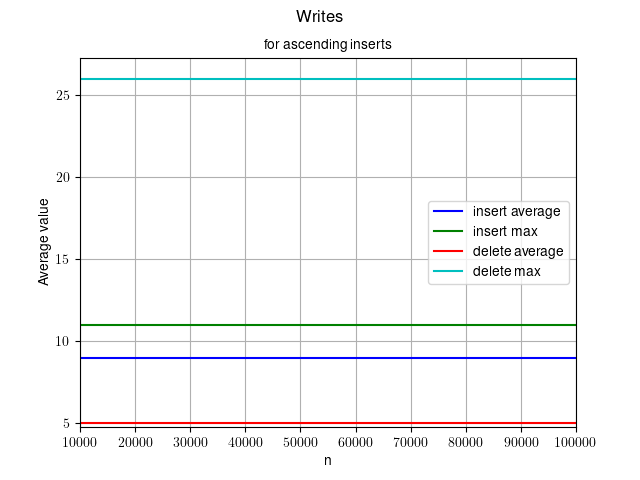 Writes
for ascending inserts
Average value
25
20
15
10
5
insert average
insert max
delete average
delete max
10000 20000 30000 40000 50000 60000 70000 80000 90000 100000
n